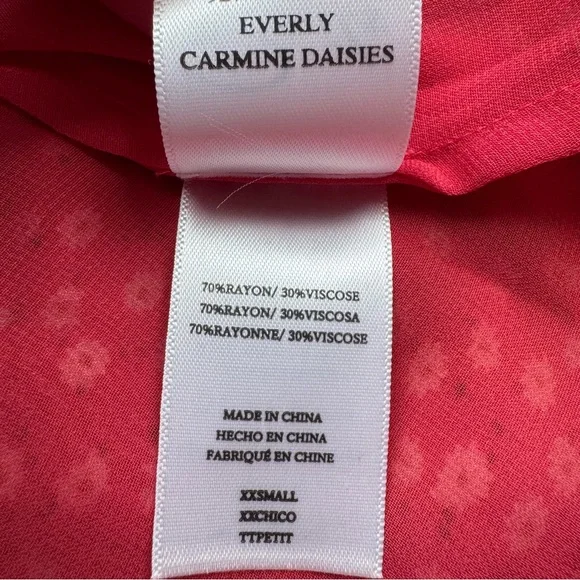 EVERLY
CARMINE DAISIES
70%RAYON/ 30%VISCOSE
70%RAYON/ 30%VISCOSA
70%RAYONNE/ 30%VISCOSE
MADE IN CHINA
HECHO EN CHINA
FABRIQUÉ EN CHINE
XXSMALL
XXCHICO
TTPETIT